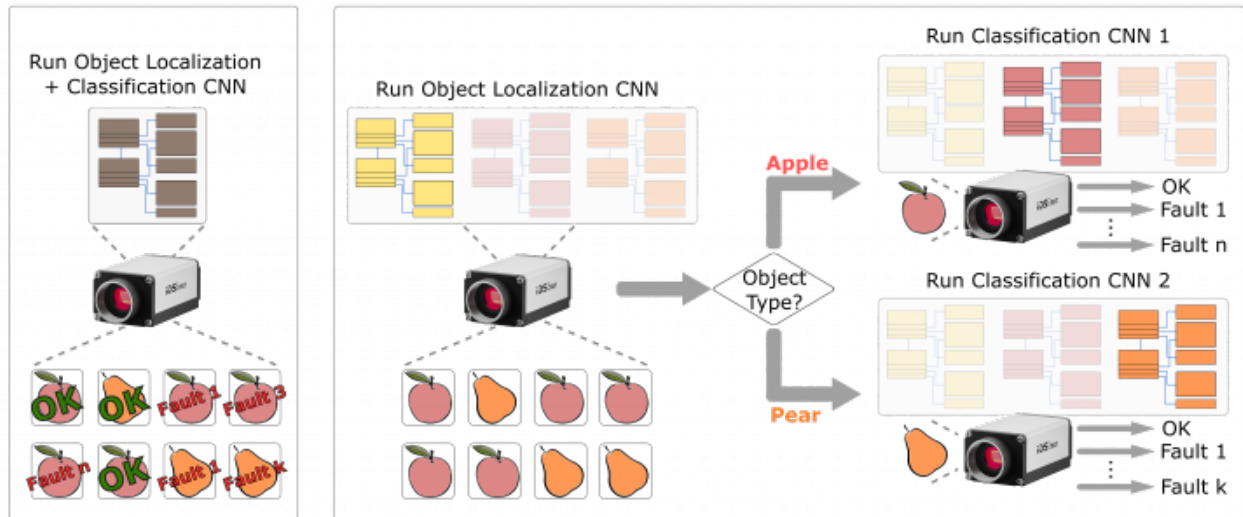 Run Object Localization
+ Classification CNN
OK
OK
Fault 1
Fault 3
Fault n
OK
Fault 1
Fault k
Run Object Localization CNN
Object
Type?
Apple
Pear
Run Classification CNN 1
OK
Fault 1
Fault n
Run Classification CNN 2
OK
Fault 1
Fault k